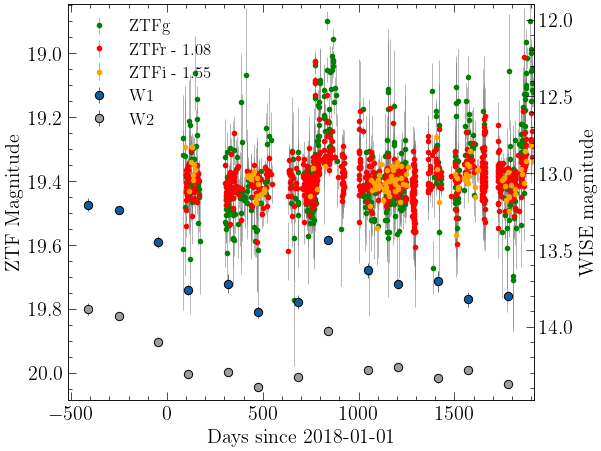 ZTFg
ZTFr - 1.08
ZTFi - 1.55
W1
W2
ZTF Magnitude
19.0
19.2
19.4
19.6
19.8
20.0
12.0
12.5
13.0
13.5
14.0
WISE magnitude
−500
0
500
1000
1500
Days since 2018-01-01